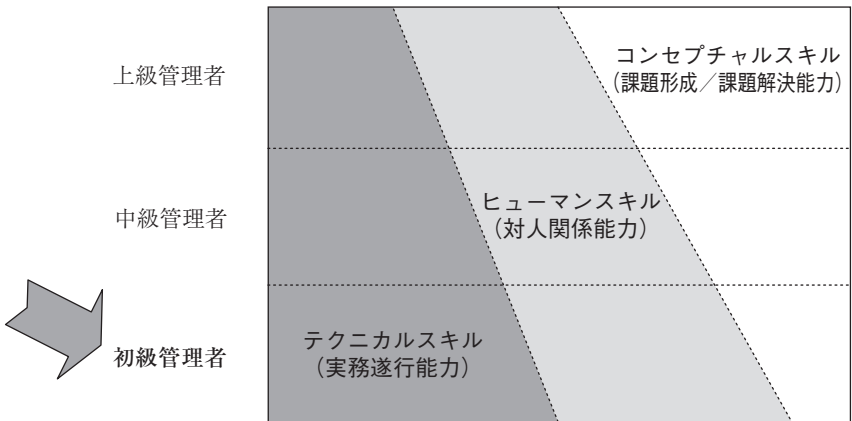 上級管理者
コンセプチャルスキル
(課題形成／課題解決能力)
中級管理者
ヒューマンスキル
(対人関係能力)
初級管理者
テクニカルスキル
(実務遂行能力)